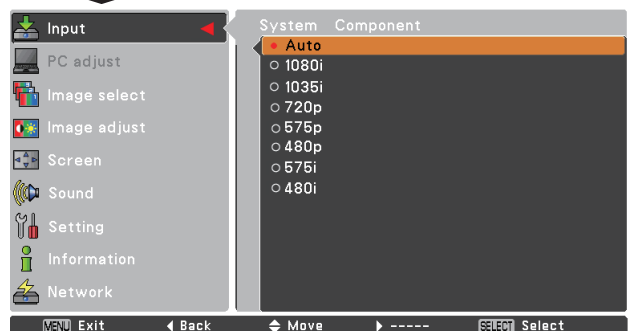 Input
PC adjust
Image select
Image adjust
Screen
Sound
Setting
Information
Network
System Component
Auto
1080i
1035i
720p
575p
480p
575i
480i
MENU Exit Back Move ----- SELECT Select